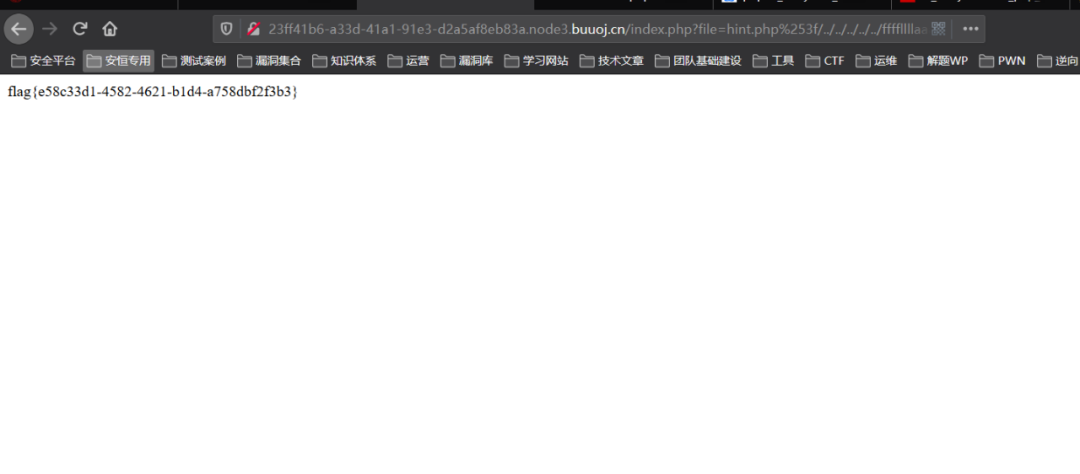 23ff41b6-a33d-41a1-91e3-d2a5af8eb83a.node3.buuoj.cn/index.php?file=hint.php%253f/../../../../../ffffllllaa
安全平台 安恒专用 测试案例 漏洞集合 知识体系 运营 漏洞库 学习网站 技术文章 团队基础建设 工具 CTF 运维 解题WP PWN 逆向
flag{e58c33d1-4582-4621-b1d4-a758dbf2f3b3}